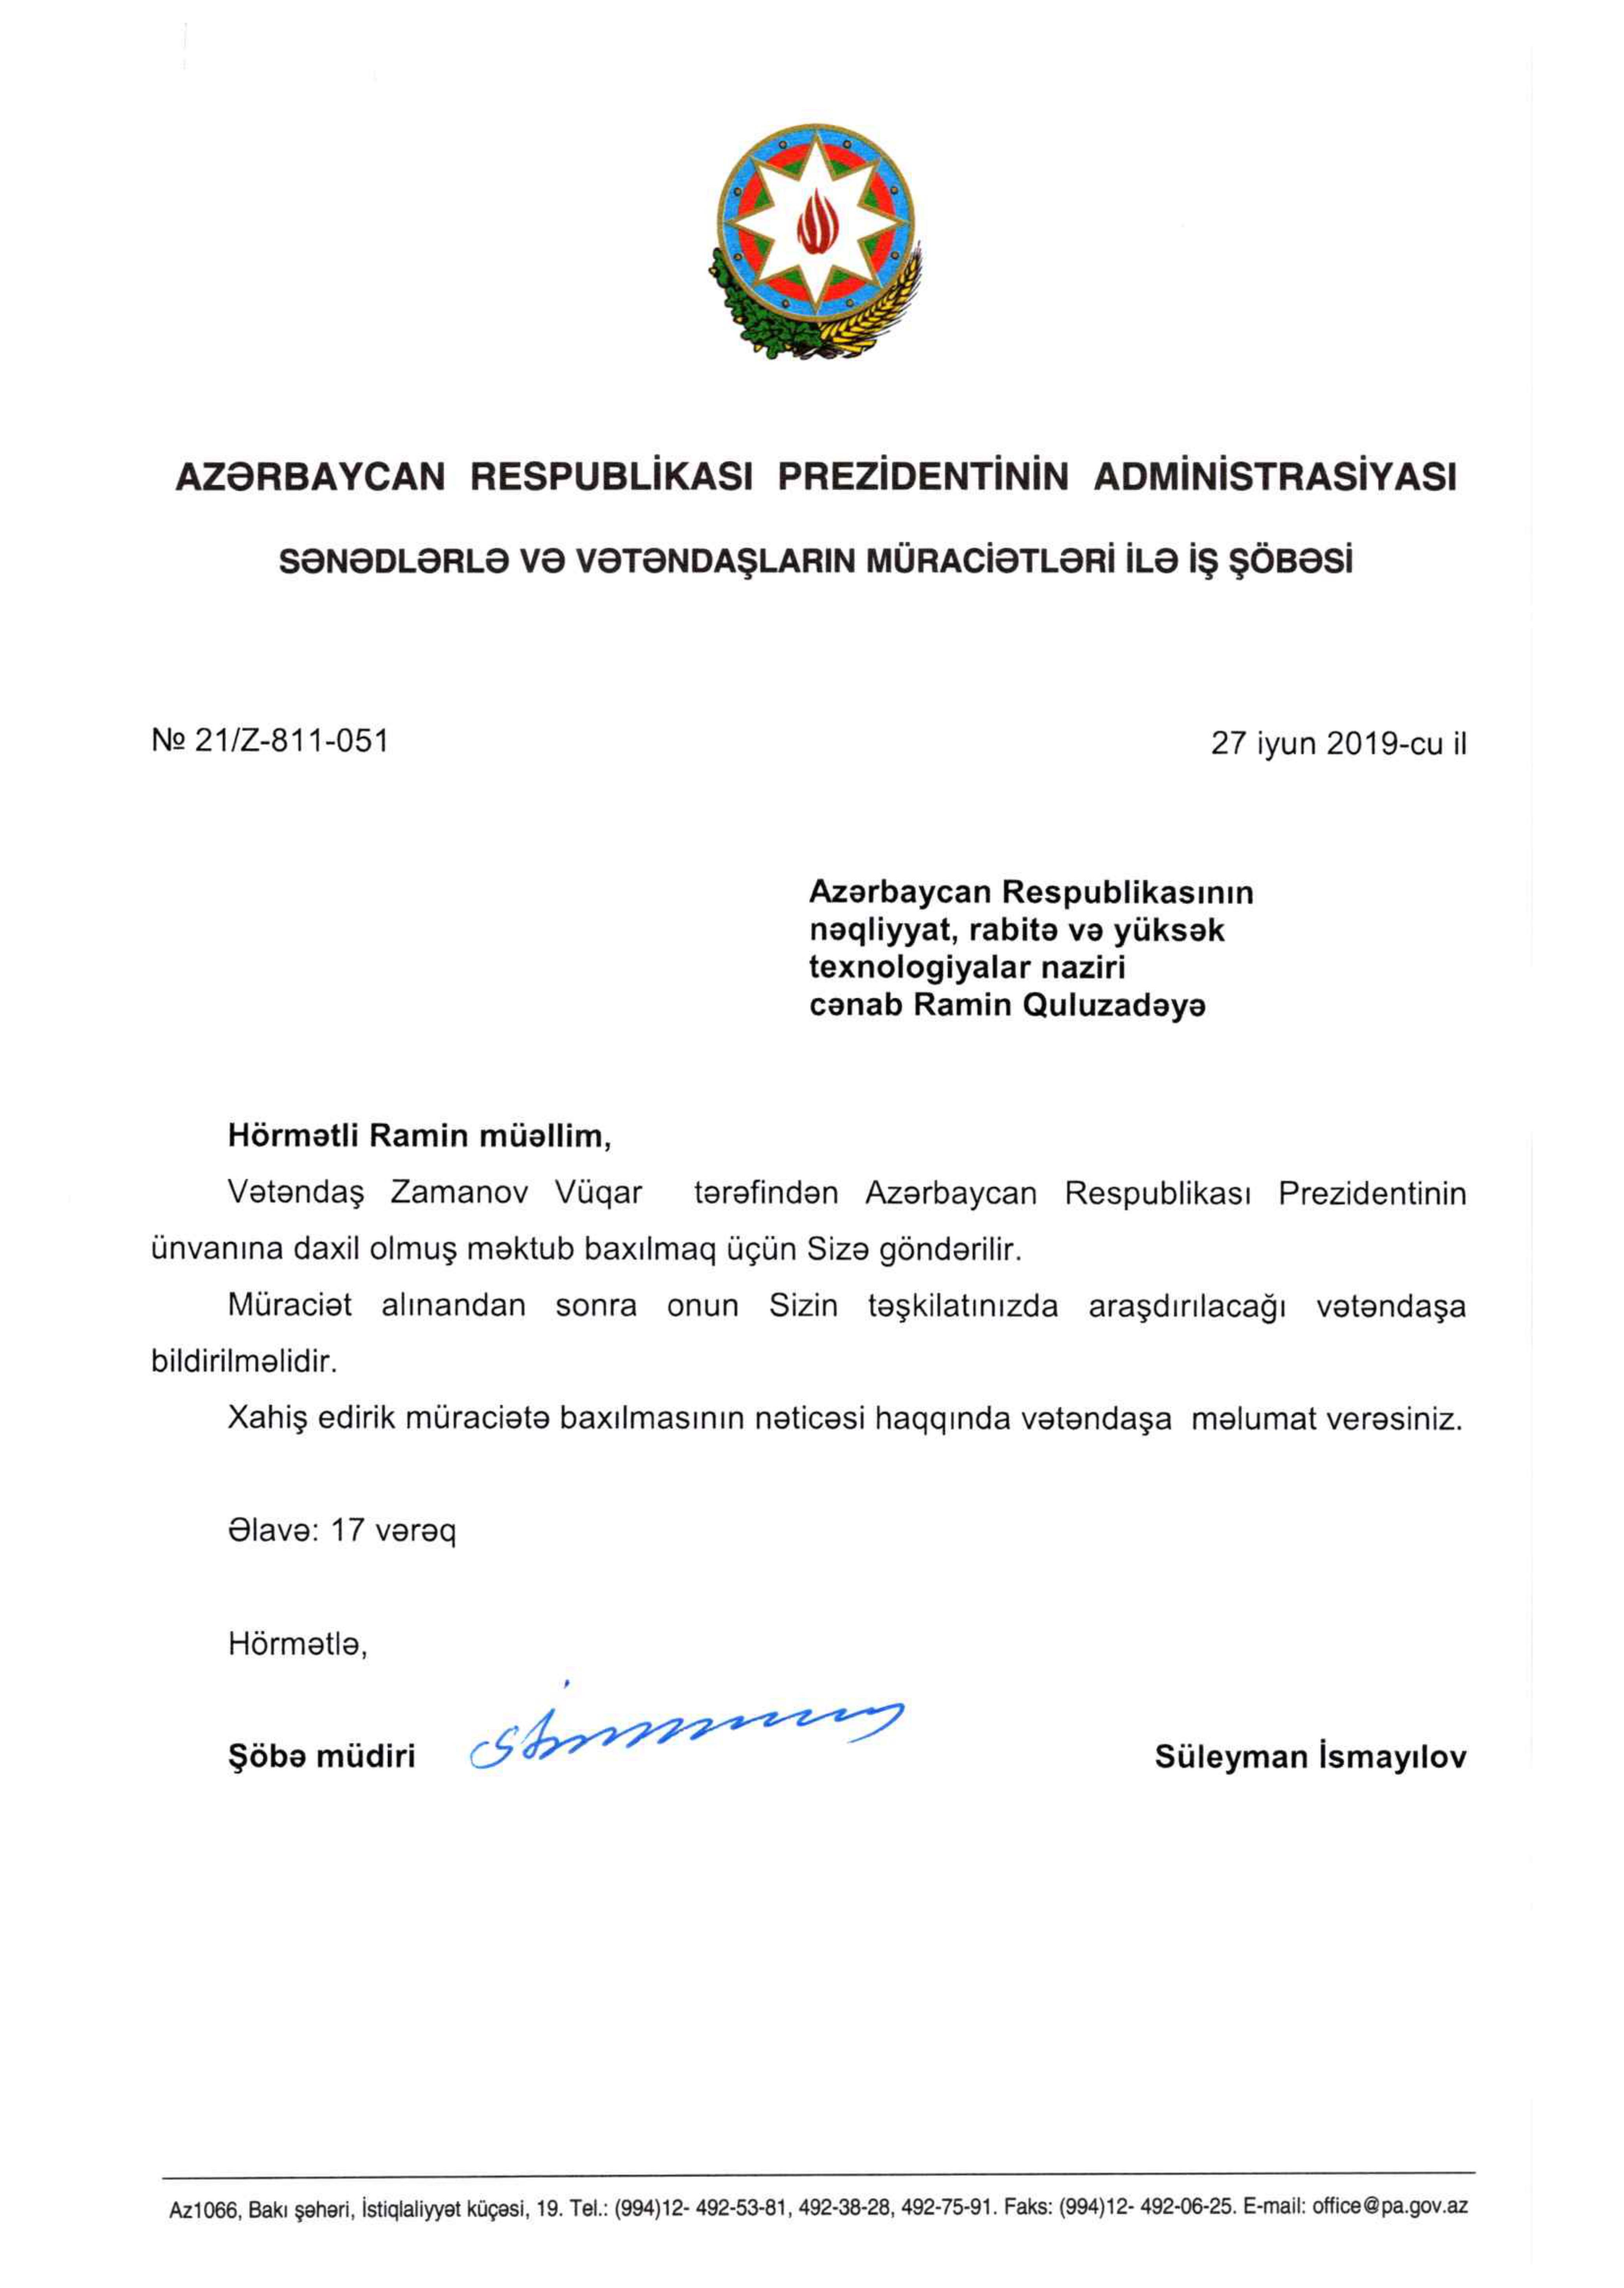 AZƏRBAYCAN RESPUBLİKASI PREZİDENTİNİN ADMİNİSTRASİYASI
SƏNƏDLƏRLƏ VƏ VƏTƏNDAŞLARIN MÜRACİƏTLƏRİ İLƏ İŞ ŞÖBƏSİ
№ 21/Z-811-051
27 iyun 2019-cu il
Azərbaycan Respublikasının
nəqliyyat, rabitə və yüksək
texnologiyalar naziri
cənab Ramin Quluzadəyə
Hörmətli Ramin müəllim,
Vətəndaş Zamanov Vüqar tərəfindən Azərbaycan Respublikası Prezidentinin
ünvanına daxil olmuş məktub baxılmaq üçün Sizə göndərilir.
Müraciət alınandan sonra onun Sizin təşkilatınızda araşdırılacağı vətəndaşa
bildirilməlidir.
Xahiş edirik müraciətə baxılmasının nəticəsi haqqında vətəndaşa məlumat verəsiniz.
Əlavə: 17 vərəq
Hörmətlə,
Şöbə müdiri
Süleyman İsmayılov
Az1066, Bakı şəhəri, İstiqlaliyyət küçəsi, 19. Tel.: (994)12- 492-53-81, 492-38-28, 492-75-91. Faks: (994)12- 492-06-25. E-mail: office@pa.gov.az